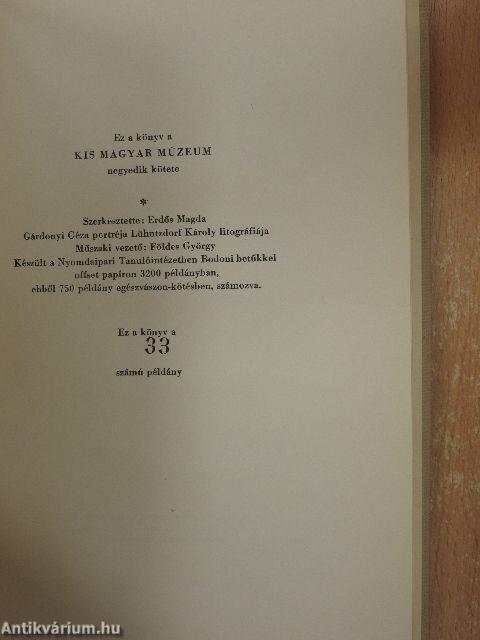 Ez a könyv a
KIS MAGYAR MÚZEUM
negyedik kötete
*
Szerkesztette: Erdős Magda
Gárdonyi Géza portréja Lühntzdorf Károly litográfiája
Műszaki vezető: Földes György
Készült a Nyomdaipari Tanulóintézetben Bodoni betűkkel
offset papíron 3200 példányban,
ebből 750 példány egészvászon-kötésben, számozva.
Ez a könyv a
33
számú példány
Antikvárium.hu